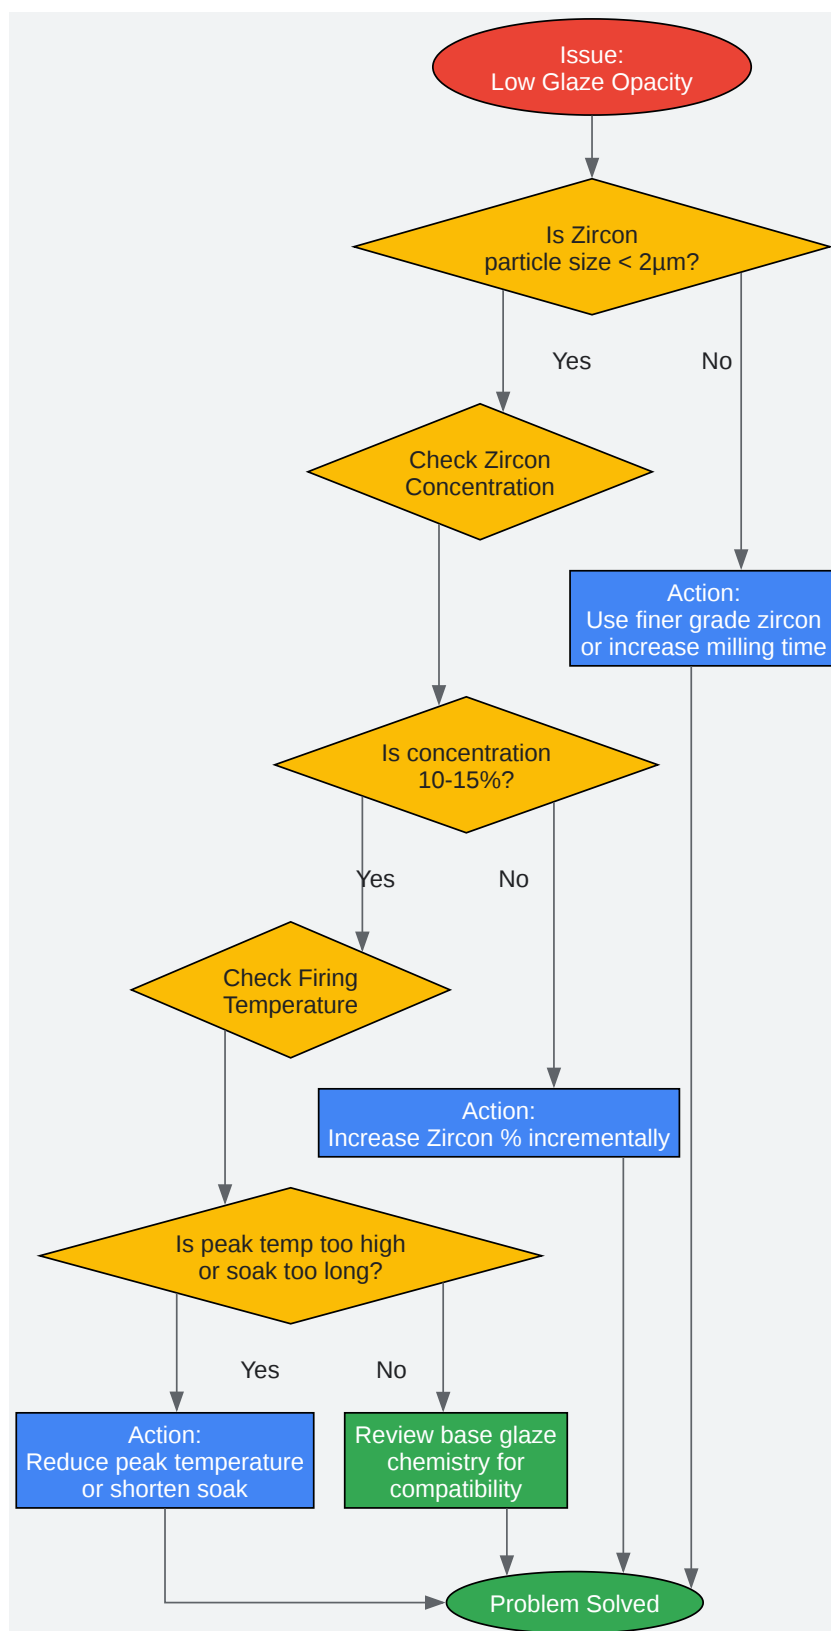 Issue:
Low Glaze Opacity
Is Zircon
particle size < 2µm?
Yes
No
Check Zircon
Concentration
Action:
Use finer grade zircon
or increase milling time
Is concentration
10-15%?
Yes
No
Check Firing
Temperature
Action:
Increase Zircon % incrementally
Is peak temp too high
or soak too long?
Yes
No
Action:
Reduce peak temperature
or shorten soak
Review base glaze
chemistry for
compatibility
Problem Solved